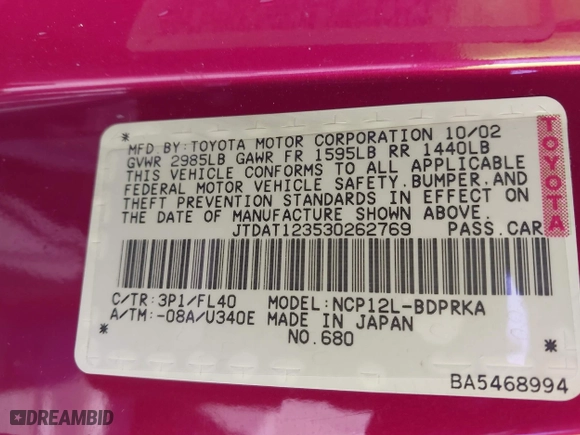 MFD BY:TOYOTA MOTOR CORPORATION 10/02
GVWR 2985LB GAWR FR 1595LB RR 1440LB
THIS VEHICLE CONFORMS TO ALL APPLICABLE
FEDERAL MOTOR VEHICLE SAFETY,BUMPER,AND
THEFT PREVENTION STANDARDS IN EFFECT ON
THE DATE OF MANUFACTURE SHOWN ABOVE.
JTDAT123530262769 PASS.CAR
TOYOTA
C/TR:3P1/FL40 MODEL:NCP12L-BDPRKA
A/TM:-08A/U340E MADE IN JAPAN
NO.680
BA5468994
DREAMBID